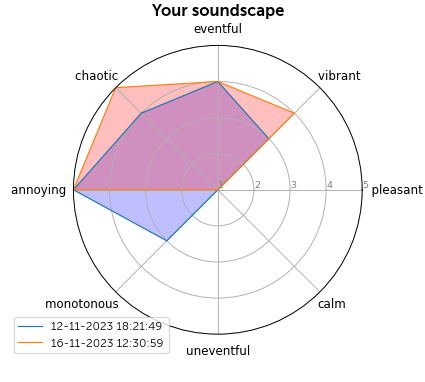 Your soundscape
eventful
chaotic
vibrant
annoying
1
2
3
4
5
pleasant
monotonous
calm
12-11-2023 18:21:49
16-11-2023 12:30:59
uneventful